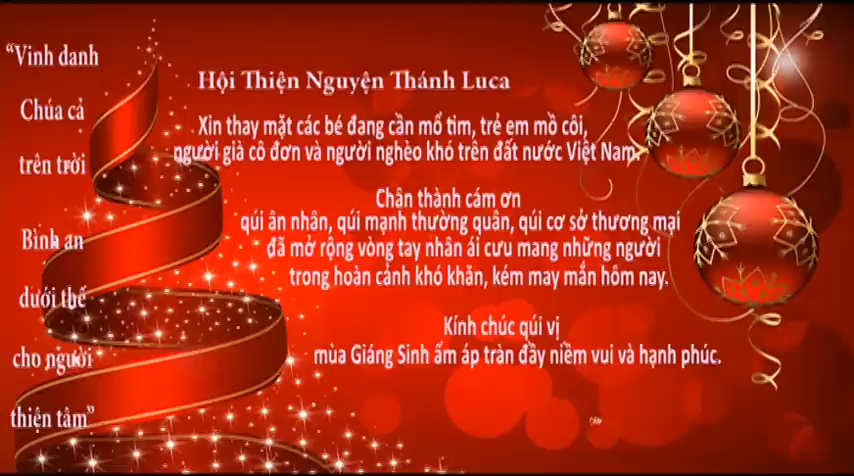 “Vinh danh
Chúa cả
trên trời
Bình an
dưới thế
cho người
thiện tâm”
Hội Thiện Nguyện Thánh Luca
Xin thay mặt các bé đang cần mổ tim, trẻ em mồ côi,
người già cô đơn và người nghèo khó trên đất nước Việt Nam.
Chân thành cám ơn
qúi ân nhân, qúi mạnh thường quân, qúi cơ sở thương mại
đã mở rộng vòng tay nhân ái cưu mang những người
trong hoàn cảnh khó khăn, kém may mắn hôm nay.
Kính chúc qúi vị
mùa Giáng Sinh ấm áp tràn đầy niềm vui và hạnh phúc.